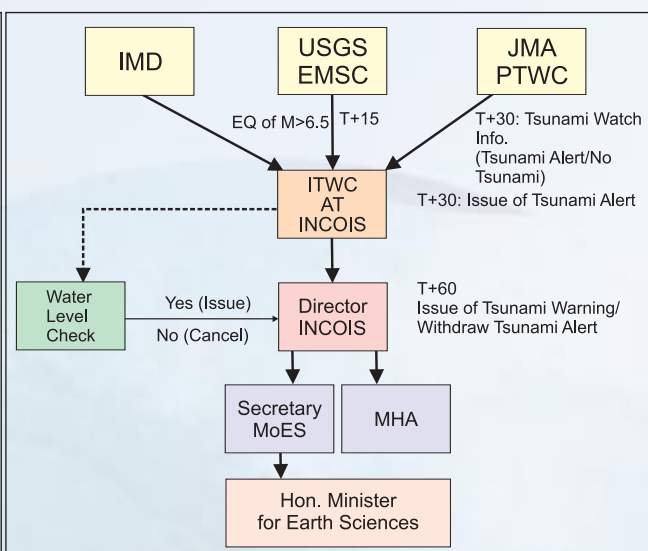 IMD
USGS
EMSC
JMA
PTWC
EQ of M>6.5
T+15
T+30: Tsunami Watch
Info.
(Tsunami Alert/No
Tsunami)
ITWC
AT
INCOIS
T+30: Issue of Tsunami Alert
Water
Level
Check
Yes (Issue)
No (Cancel)
Director
INCOIS
T+60
Issue of Tsunami Warning/
Withdraw Tsunami Alert
Secretary
MoES
MHA
Hon. Minister
for Earth Sciences